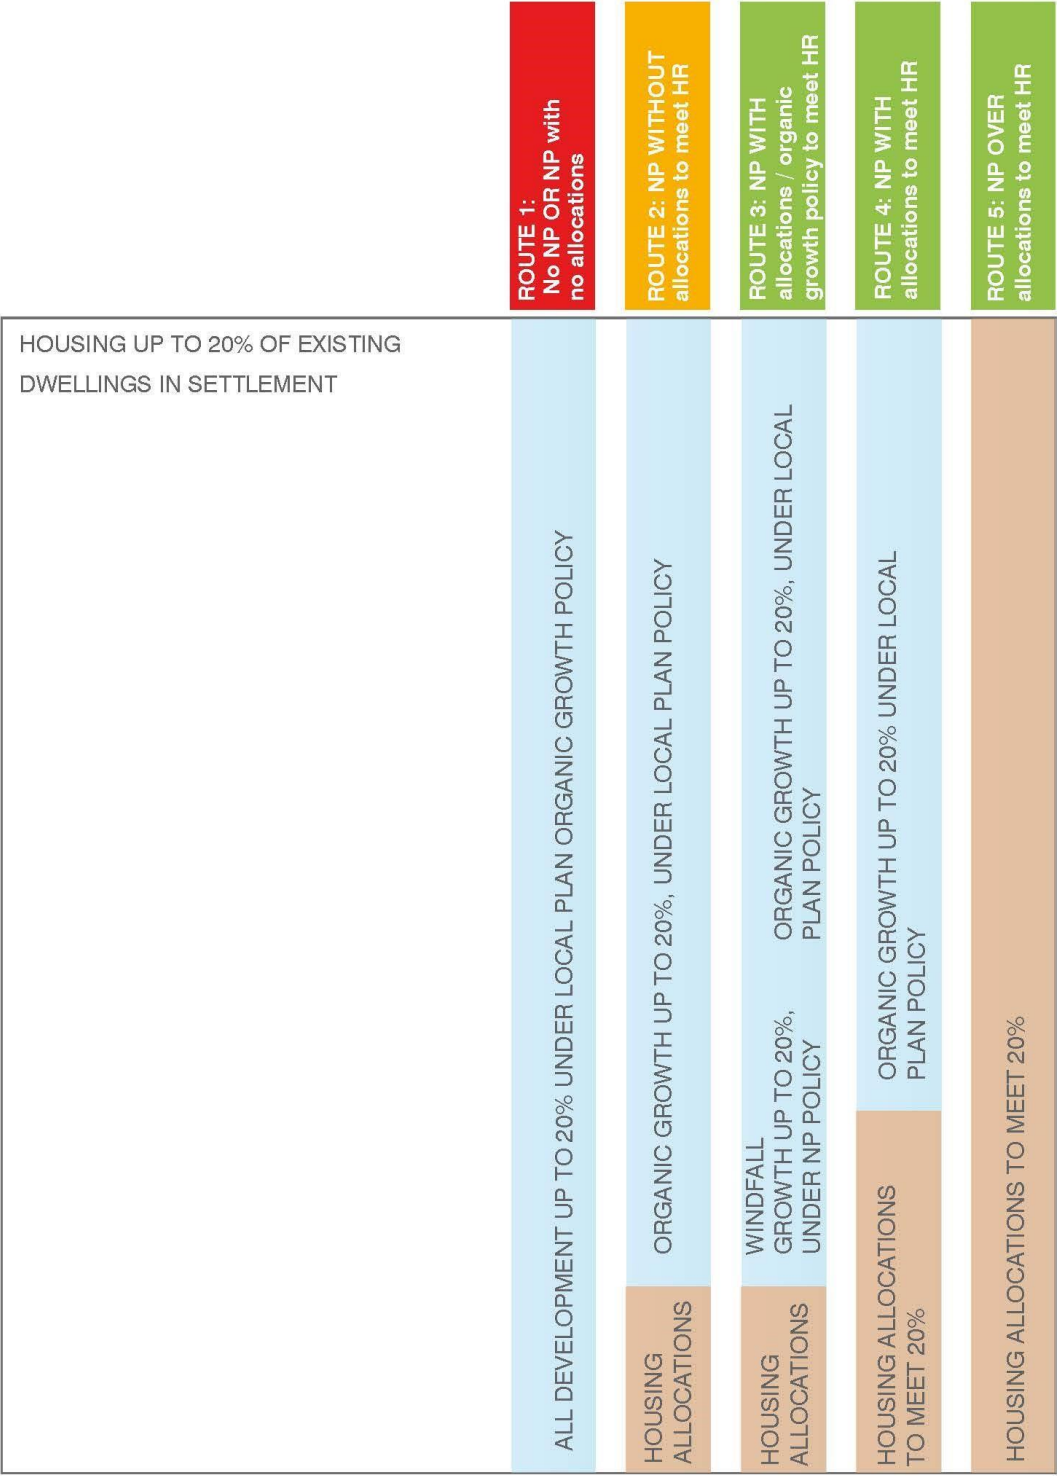 ROUTE 1:
No NP OR NP with
no allocations
ROUTE 2: NP WITHOUT
allocations to meet HR
ROUTE 3: NP WITH
allocations / organic
growth policy to meet HR
ROUTE 4: NP WITH
allocations to meet HR
ROUTE 5: NP OVER
allocations to meet HR
HOUSING UP TO 20% OF EXISTING
DWELLINGS IN SETTLEMENT
ALL DEVELOPMENT UP TO 20% UNDER LOCAL PLAN ORGANIC GROWTH POLICY
ORGANIC GROWTH UP TO 20%, UNDER LOCAL PLAN POLICY
HOUSING
ALLOCATIONS
ORGANIC GROWTH UP TO 20%, UNDER LOCAL
PLAN POLICY
WINDFALL
GROWTH UP TO 20%,
UNDER NP POLICY
HOUSING
ALLOCATIONS
ORGANIC GROWTH UP TO 20% UNDER LOCAL
PLAN POLICY
HOUSING ALLOCATIONS
TO MEET 20%
HOUSING ALLOCATIONS TO MEET 20%